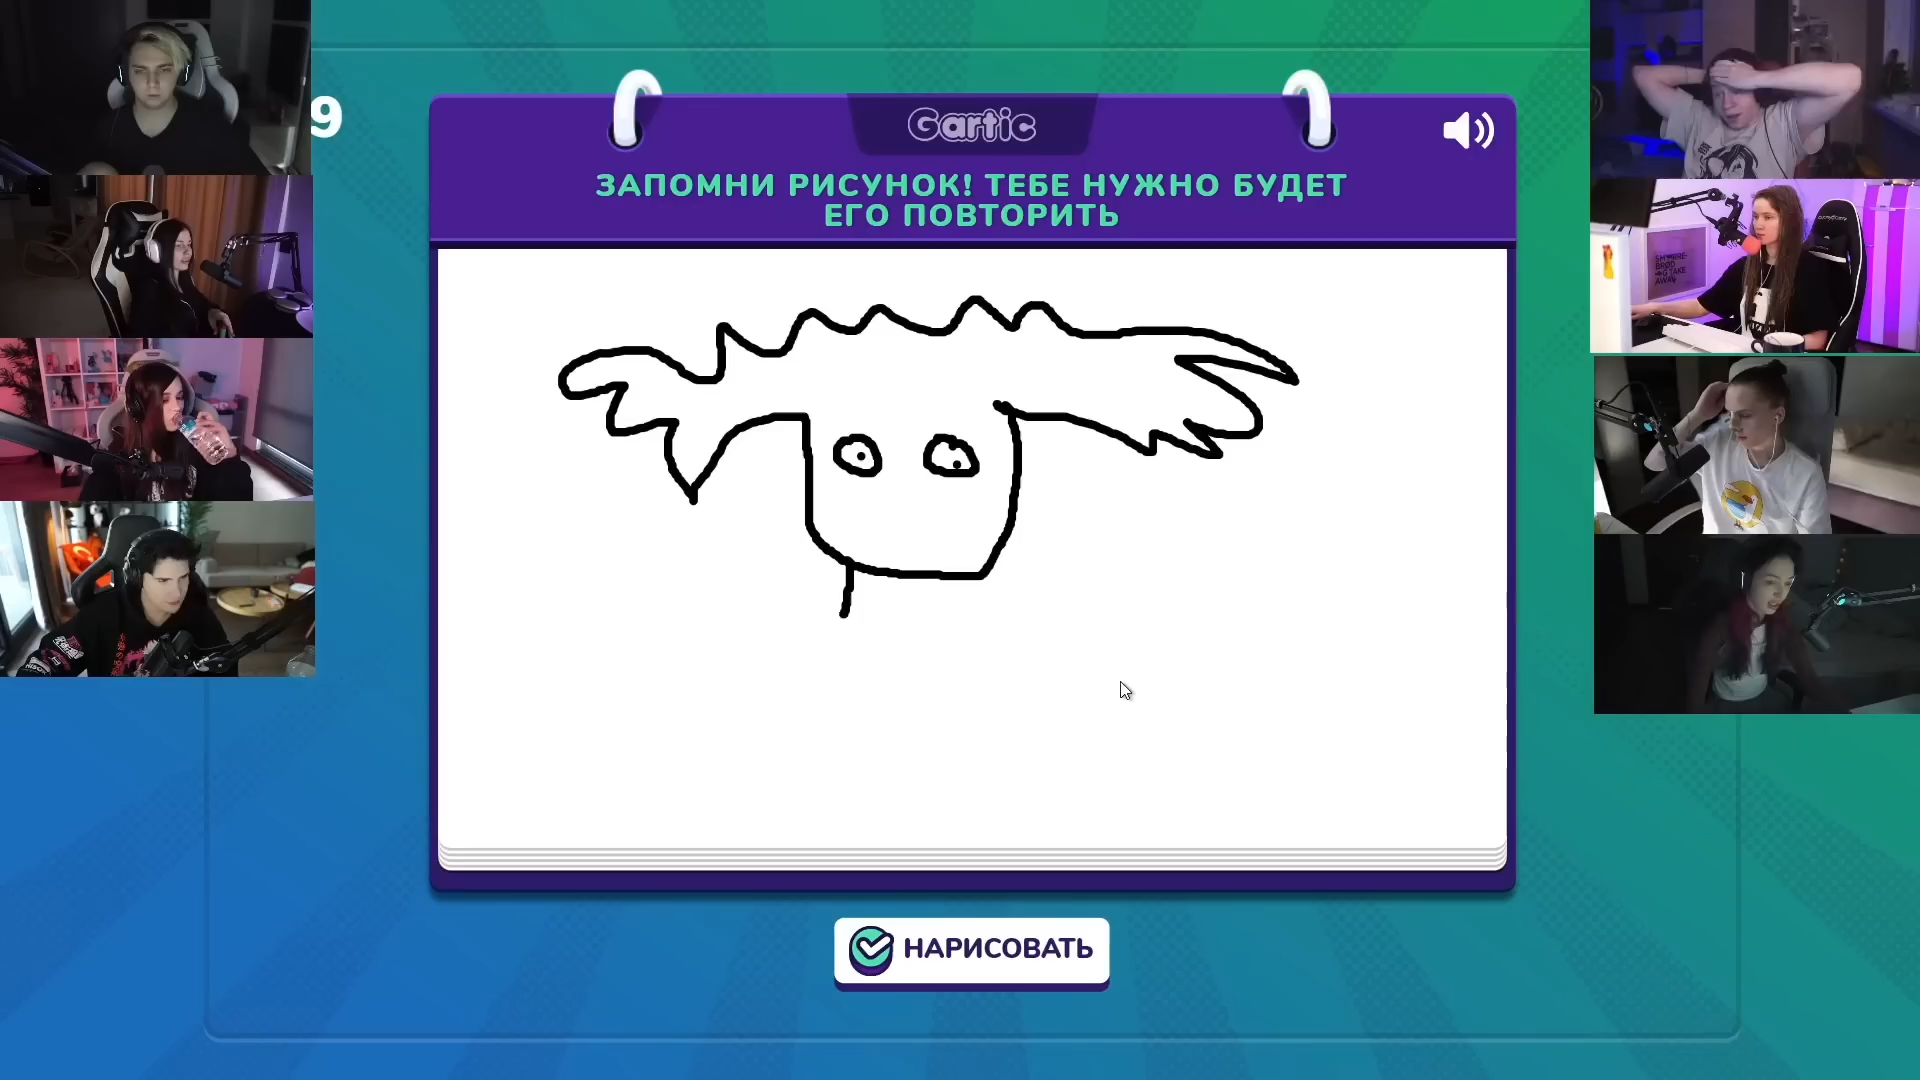 9
Gartic
ЗАПОМНИ РИСУНОК! ТЕБЕ НУЖНО БУДЕТ
ЕГО ПОВТОРИТЬ
НАРИСОВАТЬ